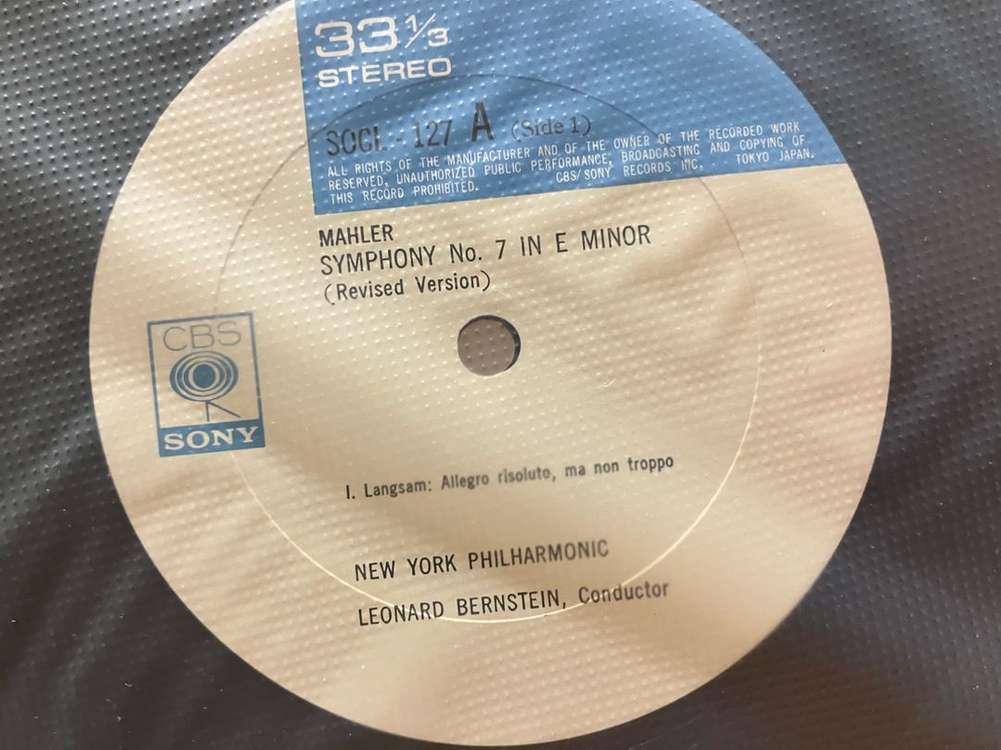 33 1/3
STEREO
SOGL - 127 A (Side 1)
ALL RIGHTS OF THE MANUFACTURER AND OF THE OWNER OF THE RECORDED WORK
RESERVED, UNAUTHORIZED PUBLIC PERFORMANCE, BROADCASTING AND COPYING OF
THIS RECORD PROHIBITED. CBS/SONY RECORDS INC. TOKYO JAPAN.
MAHLER
SYMPHONY No. 7 IN E MINOR
(Revised Version)
CBS
SONY
I. Langsam: Allegro risoluto, ma non troppo
NEW YORK PHILHARMONIC
LEONARD BERNSTEIN, Conductor